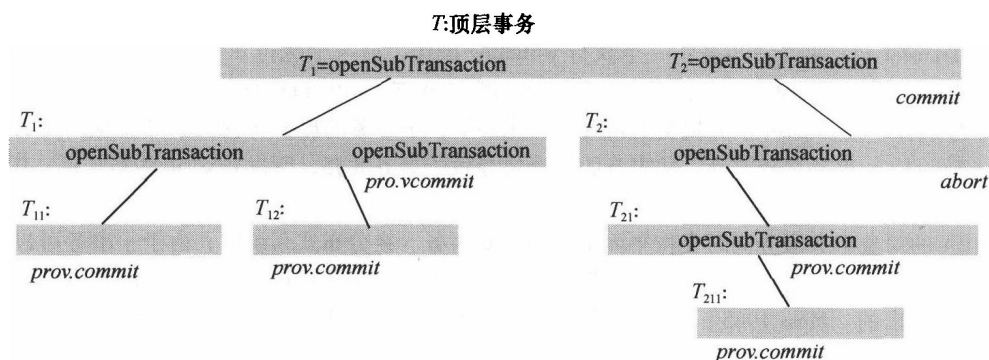 T:顶层事务
T1=openSubTransaction T2=openSubTransaction
commit
T1: T2:
openSubTransaction openSubTransaction openSubTransaction
pro.vcommit abort
T11: T12: T21:
openSubTransaction
prov.commit prov.commit prov.commit
T211:
prov.commit